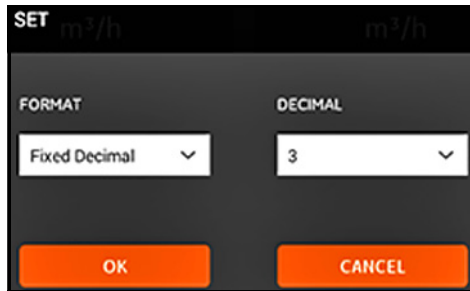 SET
m³/h m³/h
FORMAT DECIMAL
Fixed Decimal 3
OK CANCEL